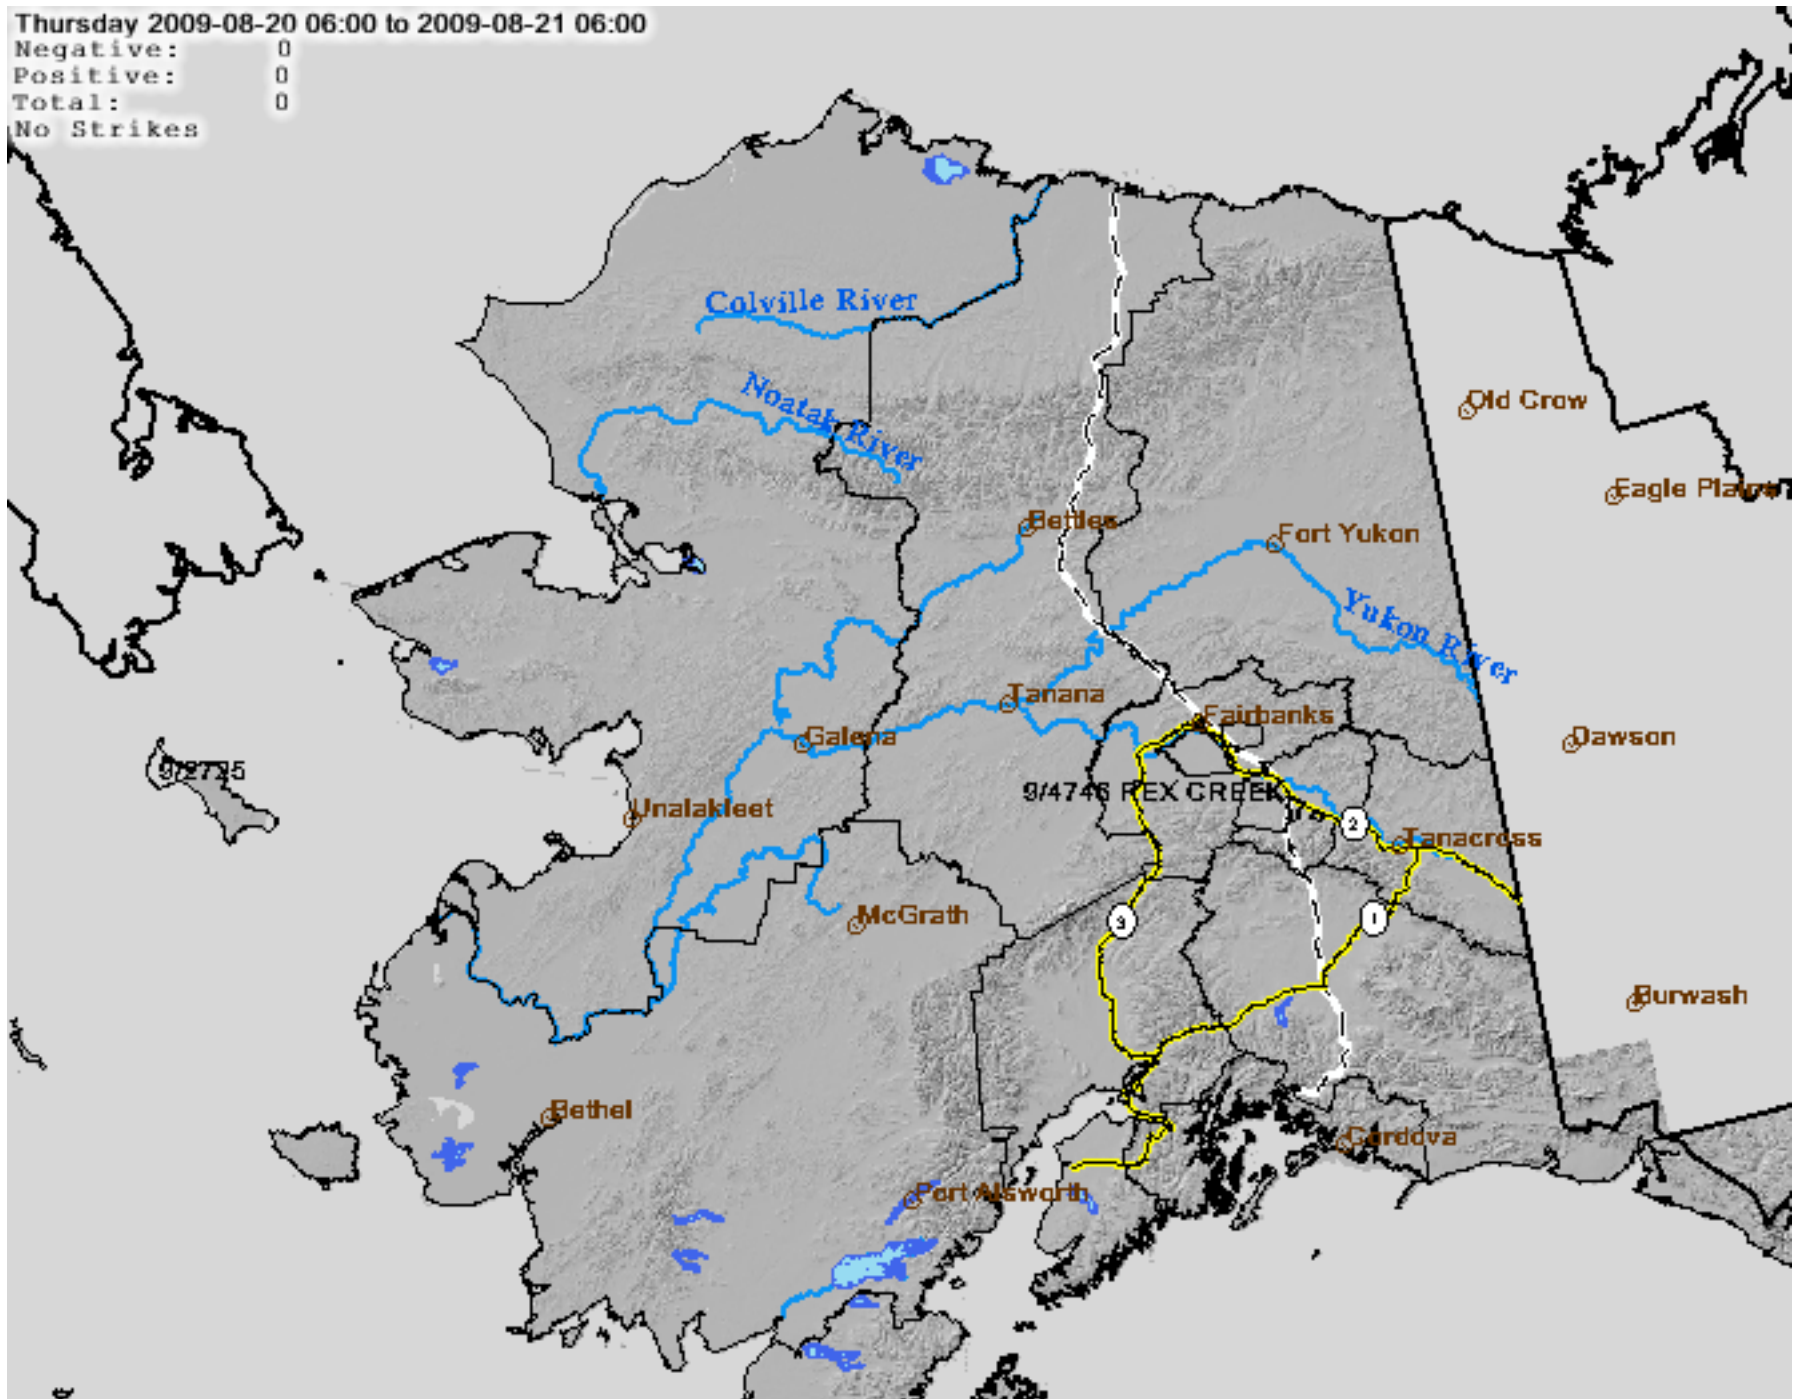 Thursday 2009-08-20 06:00 to 2009-08-21 06:00
Negative: 0
Positive: 0
Total: 0
No Strikes
Colville River
Noatak River
Old Crow
Eagle Plains
Bettles
Fort Yukon
Yukon River
Tanana
Fairbanks
Galena
Dawson
9/2725
9/4746 REX CREEK
Unalakleet
2
Tanacross
McGrath
3
1
Burwash
Bethel
Cordova
Port Alsworth